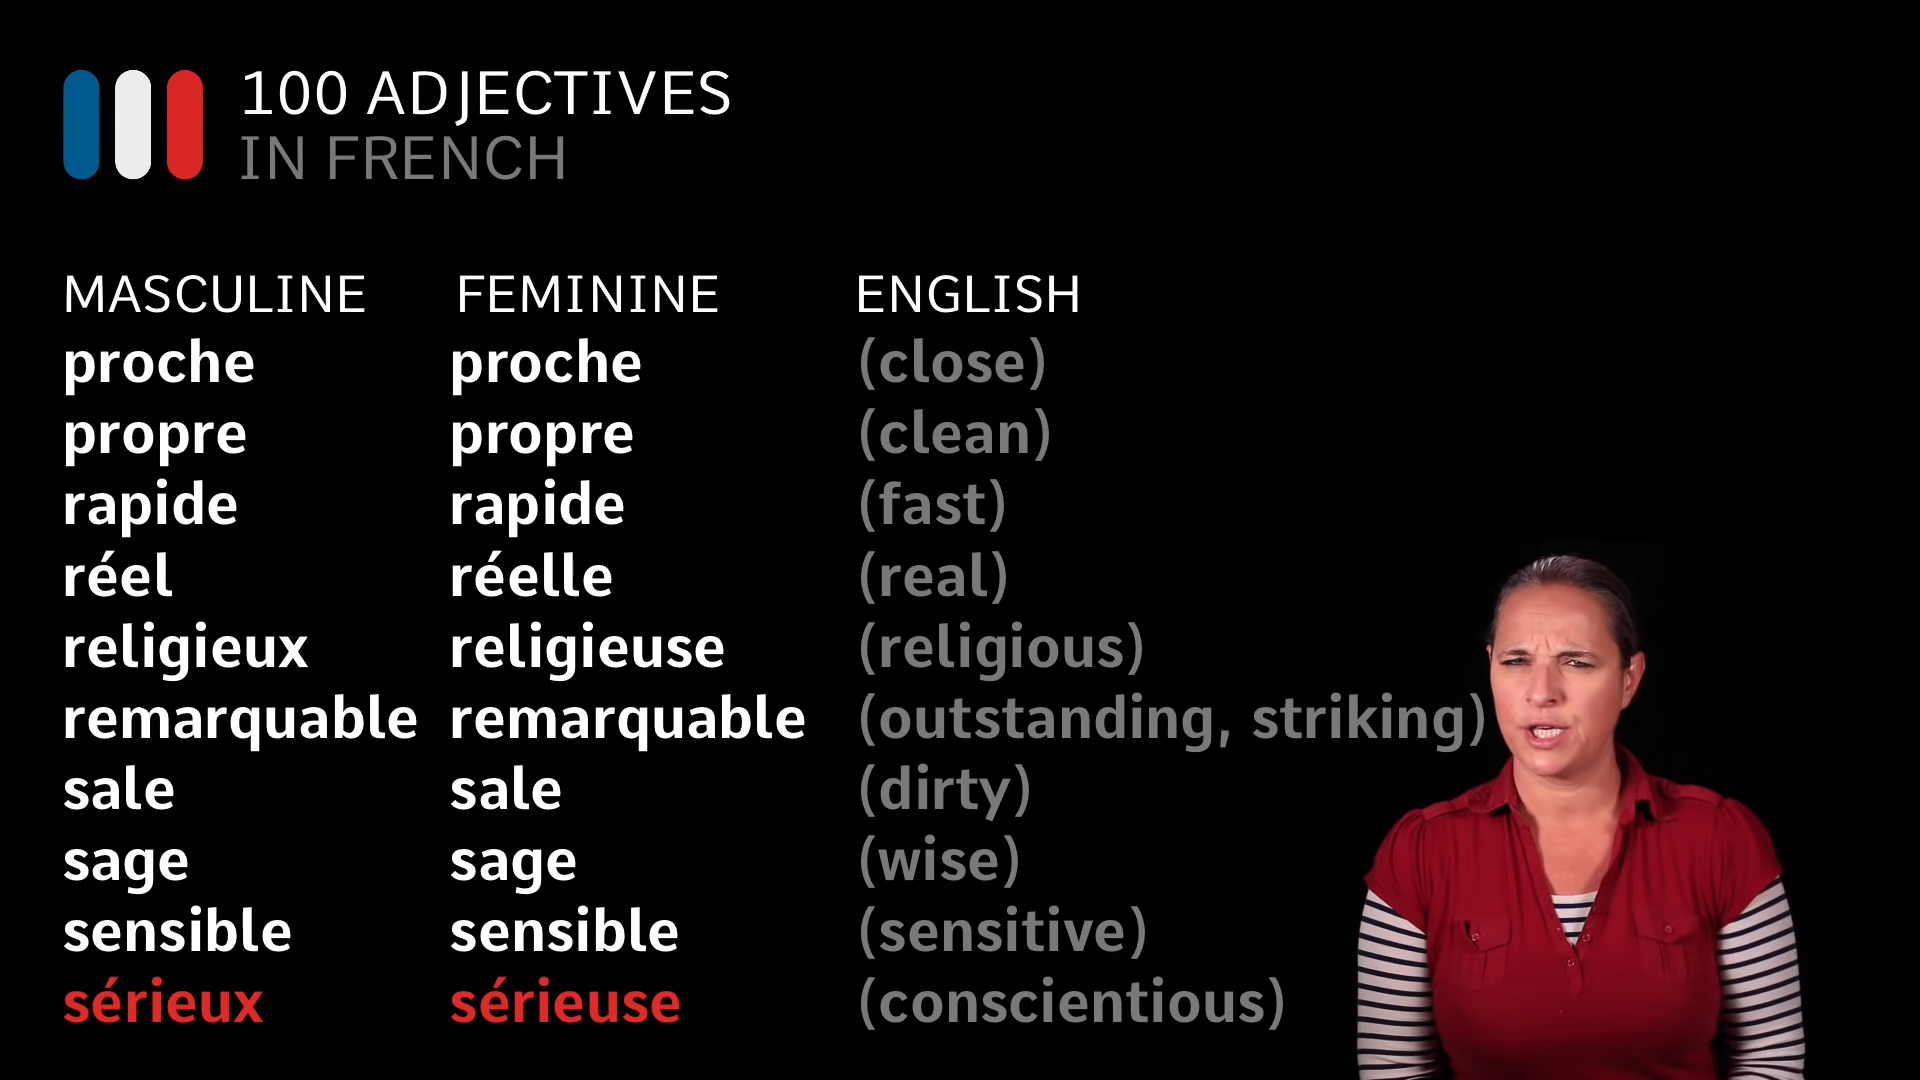 100 ADJECTIVES
IN FRENCH
MASCULINE FEMININE ENGLISH
proche proche (close)
propre propre (clean)
rapide rapide (fast)
réel réelle (real)
religieux religieuse (religious)
remarquable remarquable (outstanding, striking)
sale sale (dirty)
sage sage (wise)
sensible sensible (sensitive)
sérieux sérieuse (conscientious)